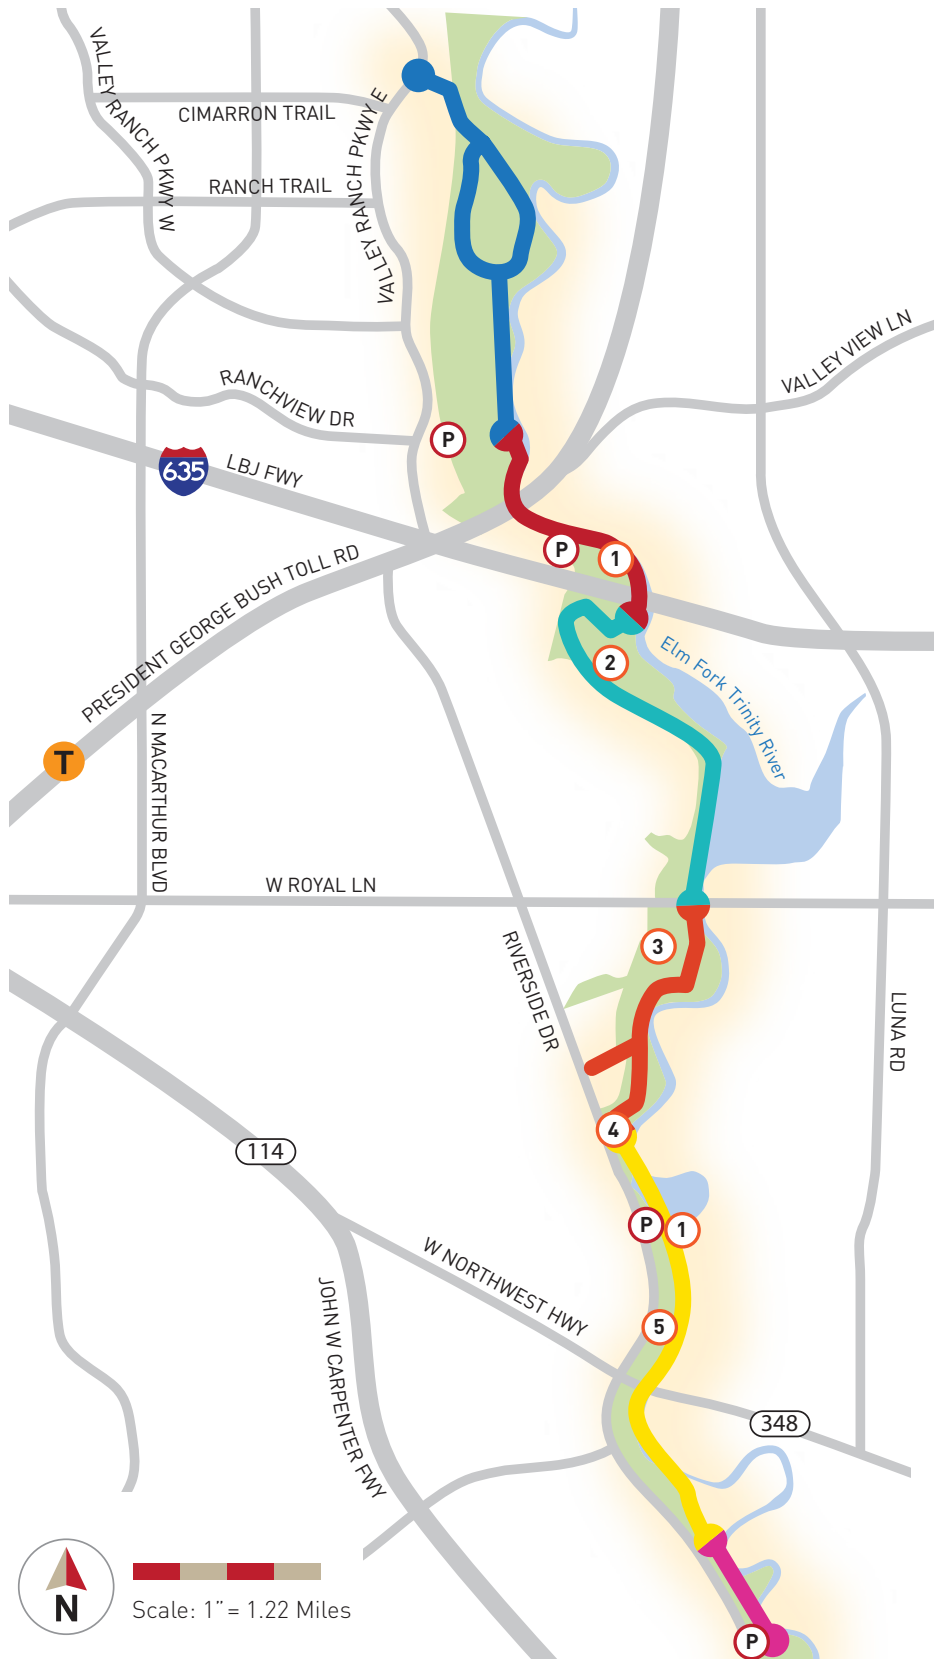 VALLEY RANCH PKWY W
CIMARRON TRAIL
VALLEY RANCH PKWY E
RANCH TRAIL
VALLEY VIEW LN
RANCHVIEW DR
P
635
LBJ FWY
P
1
PRESIDENT GEORGE BUSH TOLL RD
2
Elm Fork Trinity River
T
N MACARTHUR BLVD
W ROYAL LN
3
RIVERSIDE DR
LUNA RD
4
114
P
1
W NORTHWEST HWY
5
JOHN W CARPENTER FWY
348
N
Scale: 1” = 1.22 Miles
P